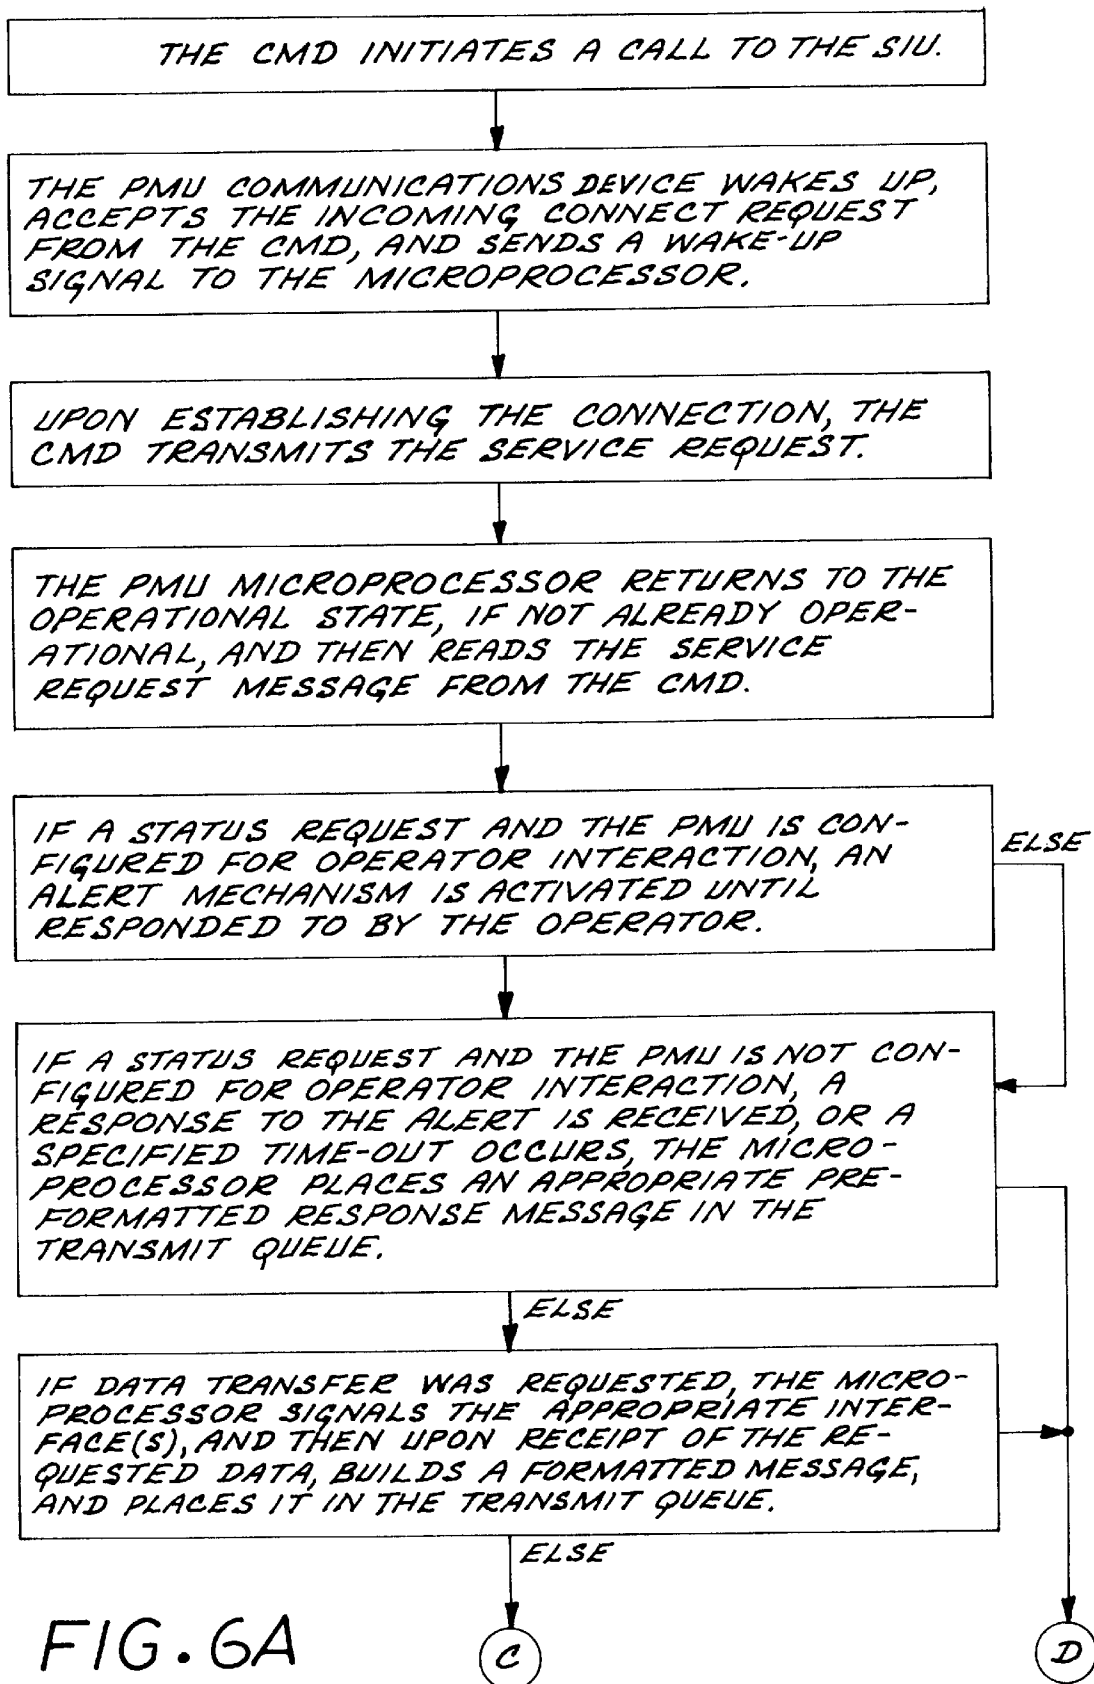 THE CMD INITIATES A CALL TO THE SIU.
THE PMU COMMUNICATIONS DEVICE WAKES UP,
ACCEPTS THE INCOMING CONNECT REQUEST
FROM THE CMD, AND SENDS A WAKE-UP
SIGNAL TO THE MICROPROCESSOR.
UPON ESTABLISHING THE CONNECTION, THE
CMD TRANSMITS THE SERVICE REQUEST.
THE PMU MICROPROCESSOR RETURNS TO THE
OPERATIONAL STATE, IF NOT ALREADY OPER-
ATIONAL, AND THEN READS THE SERVICE
REQUEST MESSAGE FROM THE CMD.
IF A STATUS REQUEST AND THE PMU IS CON-
FIGURED FOR OPERATOR INTERACTION, AN
ALERT MECHANISM IS ACTIVATED UNTIL
RESPONDED TO BY THE OPERATOR.
ELSE
IF A STATUS REQUEST AND THE PMU IS NOT CON-
FIGURED FOR OPERATOR INTERACTION, A
RESPONSE TO THE ALERT IS RECEIVED, OR A
SPECIFIED TIME-OUT OCCURS, THE MICRO-
PROCESSOR PLACES AN APPROPRIATE PRE-
FORMATTED RESPONSE MESSAGE IN THE
TRANSMIT QUEUE.
ELSE
IF DATA TRANSFER WAS REQUESTED, THE MICRO-
PROCESSOR SIGNALS THE APPROPRIATE INTER-
FACE(S), AND THEN UPON RECEIPT OF THE RE-
QUESTED DATA, BUILDS A FORMATTED MESSAGE,
AND PLACES IT IN THE TRANSMIT QUEUE.
ELSE
FIG. 6A
C
D